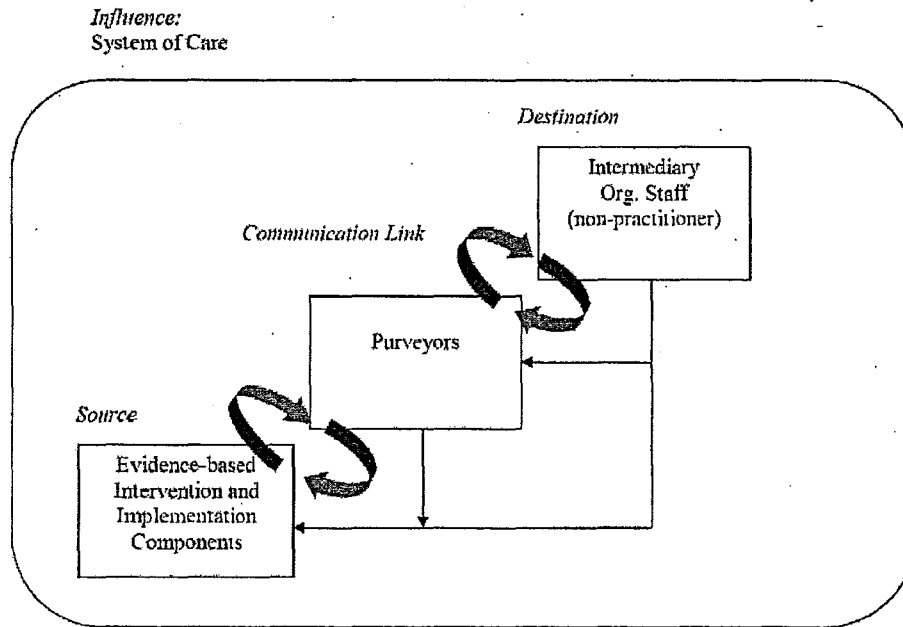 Influence:
System of Care
Destination
Intermediary
Org. Staff
(non-practitioner)
Communication Link
Purveyors
Source
Evidence-based
Intervention and
Implementation
Components